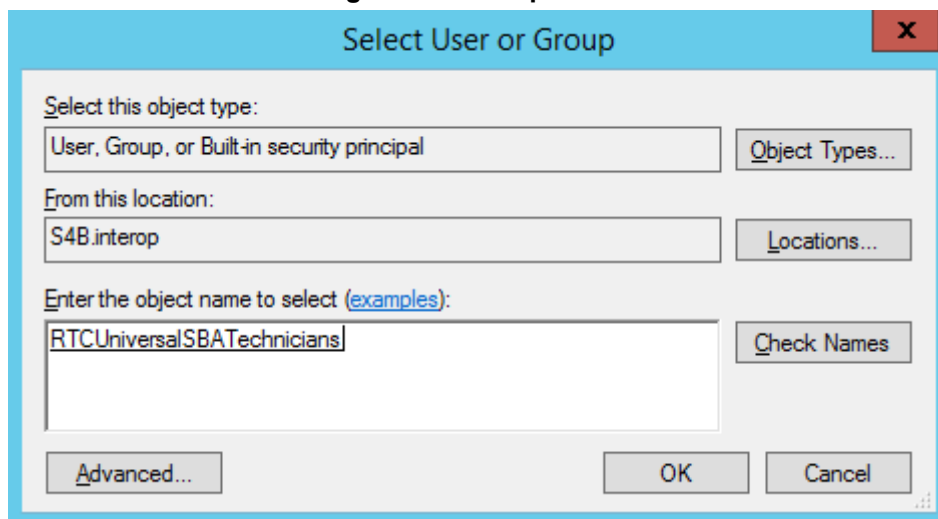 Select User or Group
x
Select this object type:
User, Group, or Built-in security principal
Object Types...
From this location:
S4B.interop
Locations...
Enter the object name to select (examples):
RTCUniversalSBATechnicians
Check Names
Advanced...
OK
Cancel